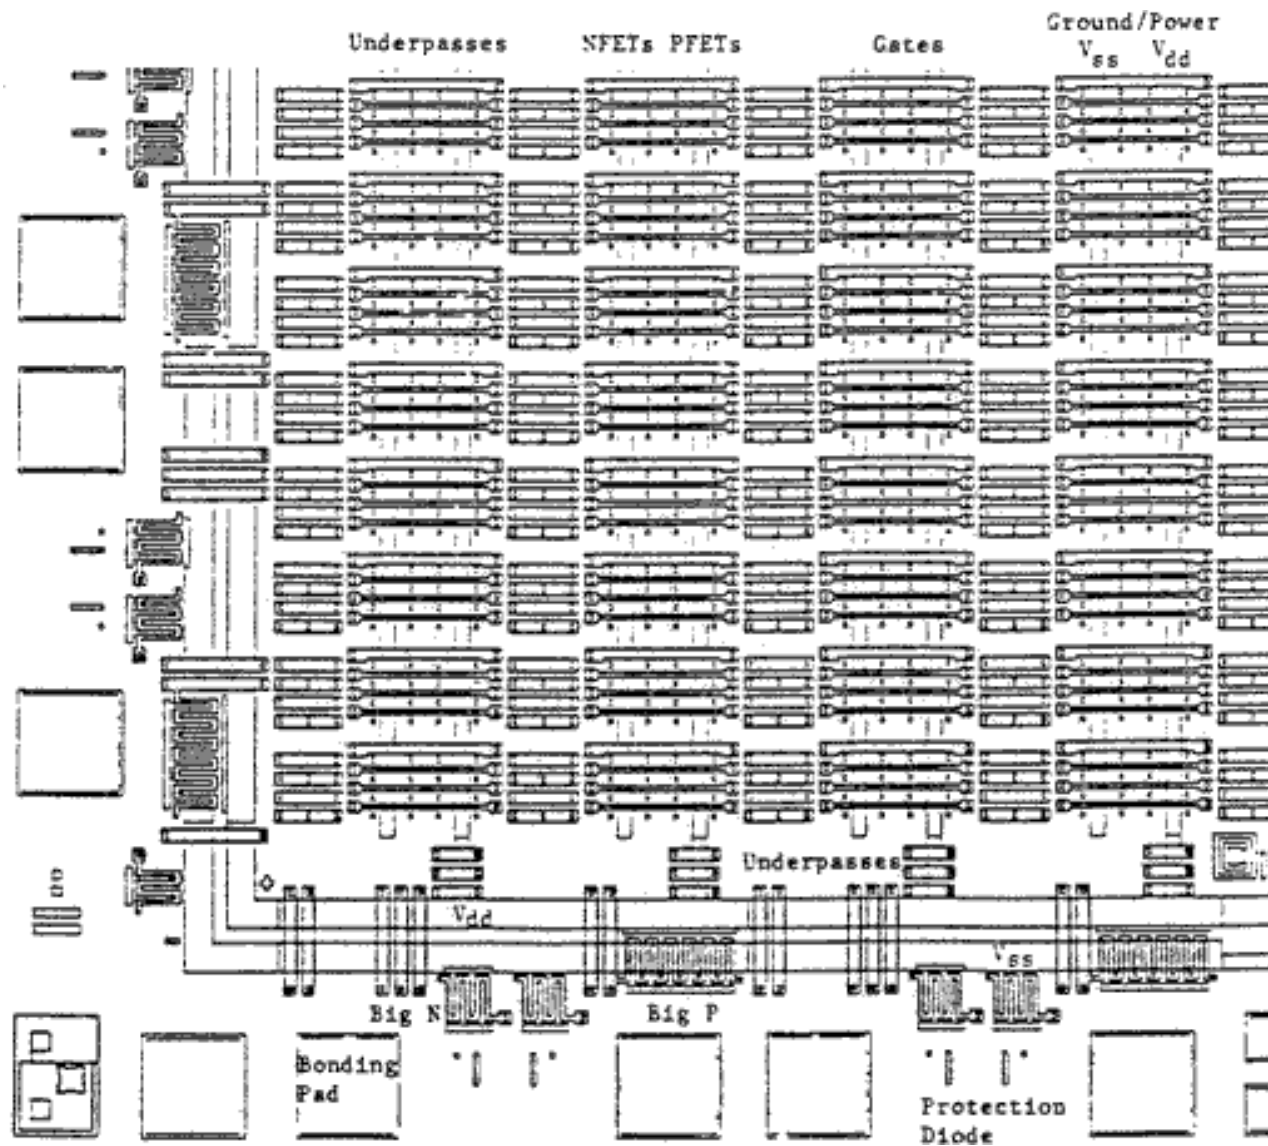 Ground/Power
Underpasses NFETs PFETs Gates Vss Vdd
Underpasses
Vdd
Vss
Big N Big P
Bonding
Pad
Protection
Diode